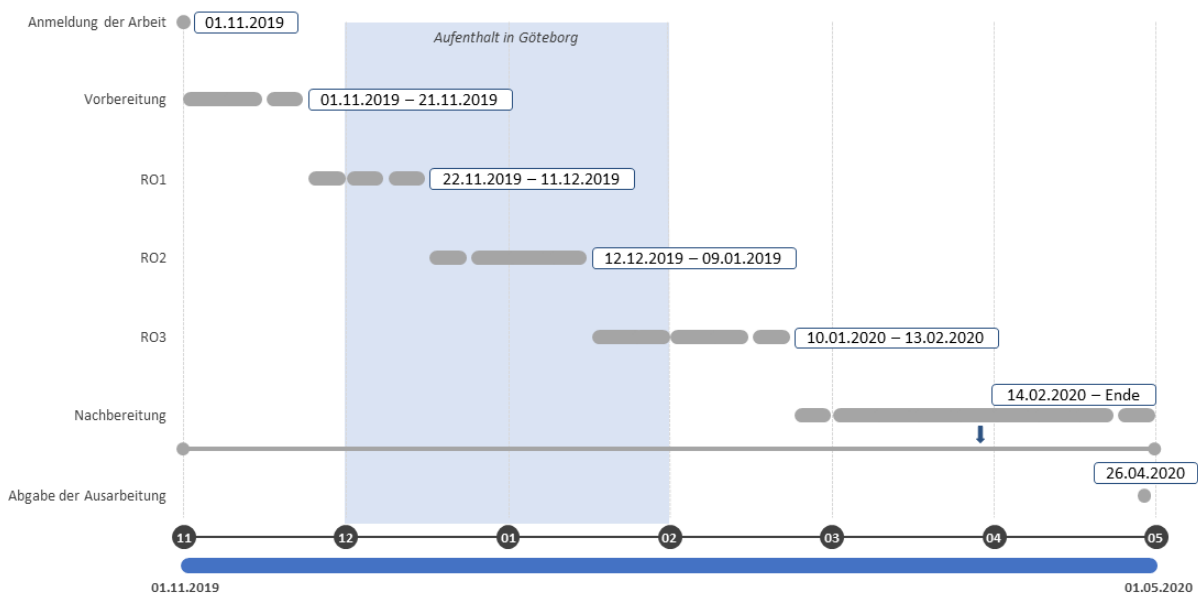 Anmeldung der Arbeit
01.11.2019
Aufenthalt in Göteborg
Vorbereitung
01.11.2019 – 21.11.2019
RO1
22.11.2019 – 11.12.2019
RO2
12.12.2019 – 09.01.2019
RO3
10.01.2020 – 13.02.2020
14.02.2020 – Ende
Nachbereitung
26.04.2020
Abgabe der Ausarbeitung
11 12 01 02 03 04 05
01.11.2019 01.05.2020